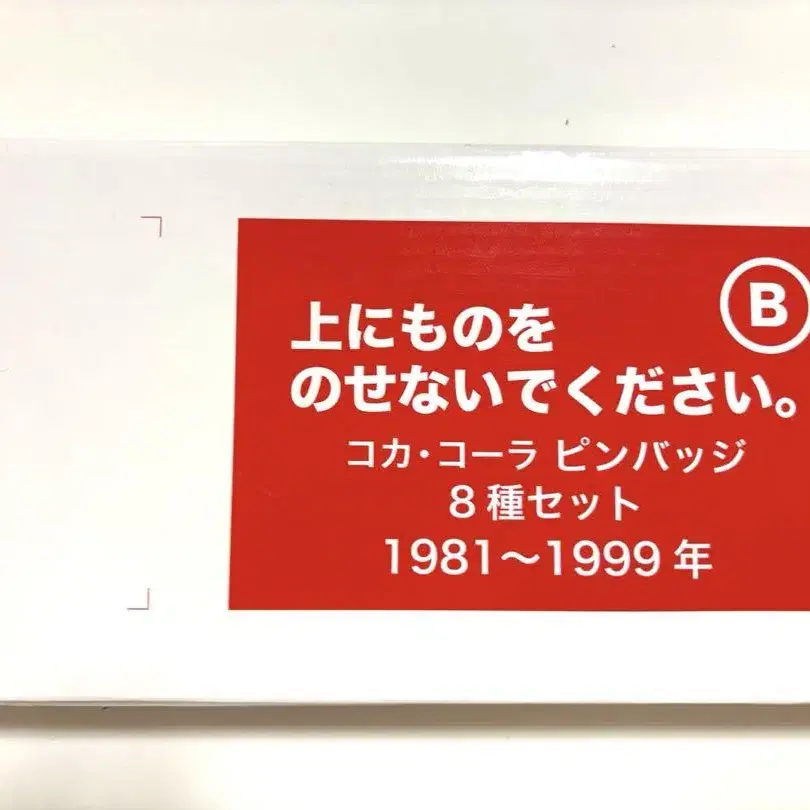 B
上にものを
のせないでください。
コカ・コーラ ピンバッジ
8種セット
1981〜1999年